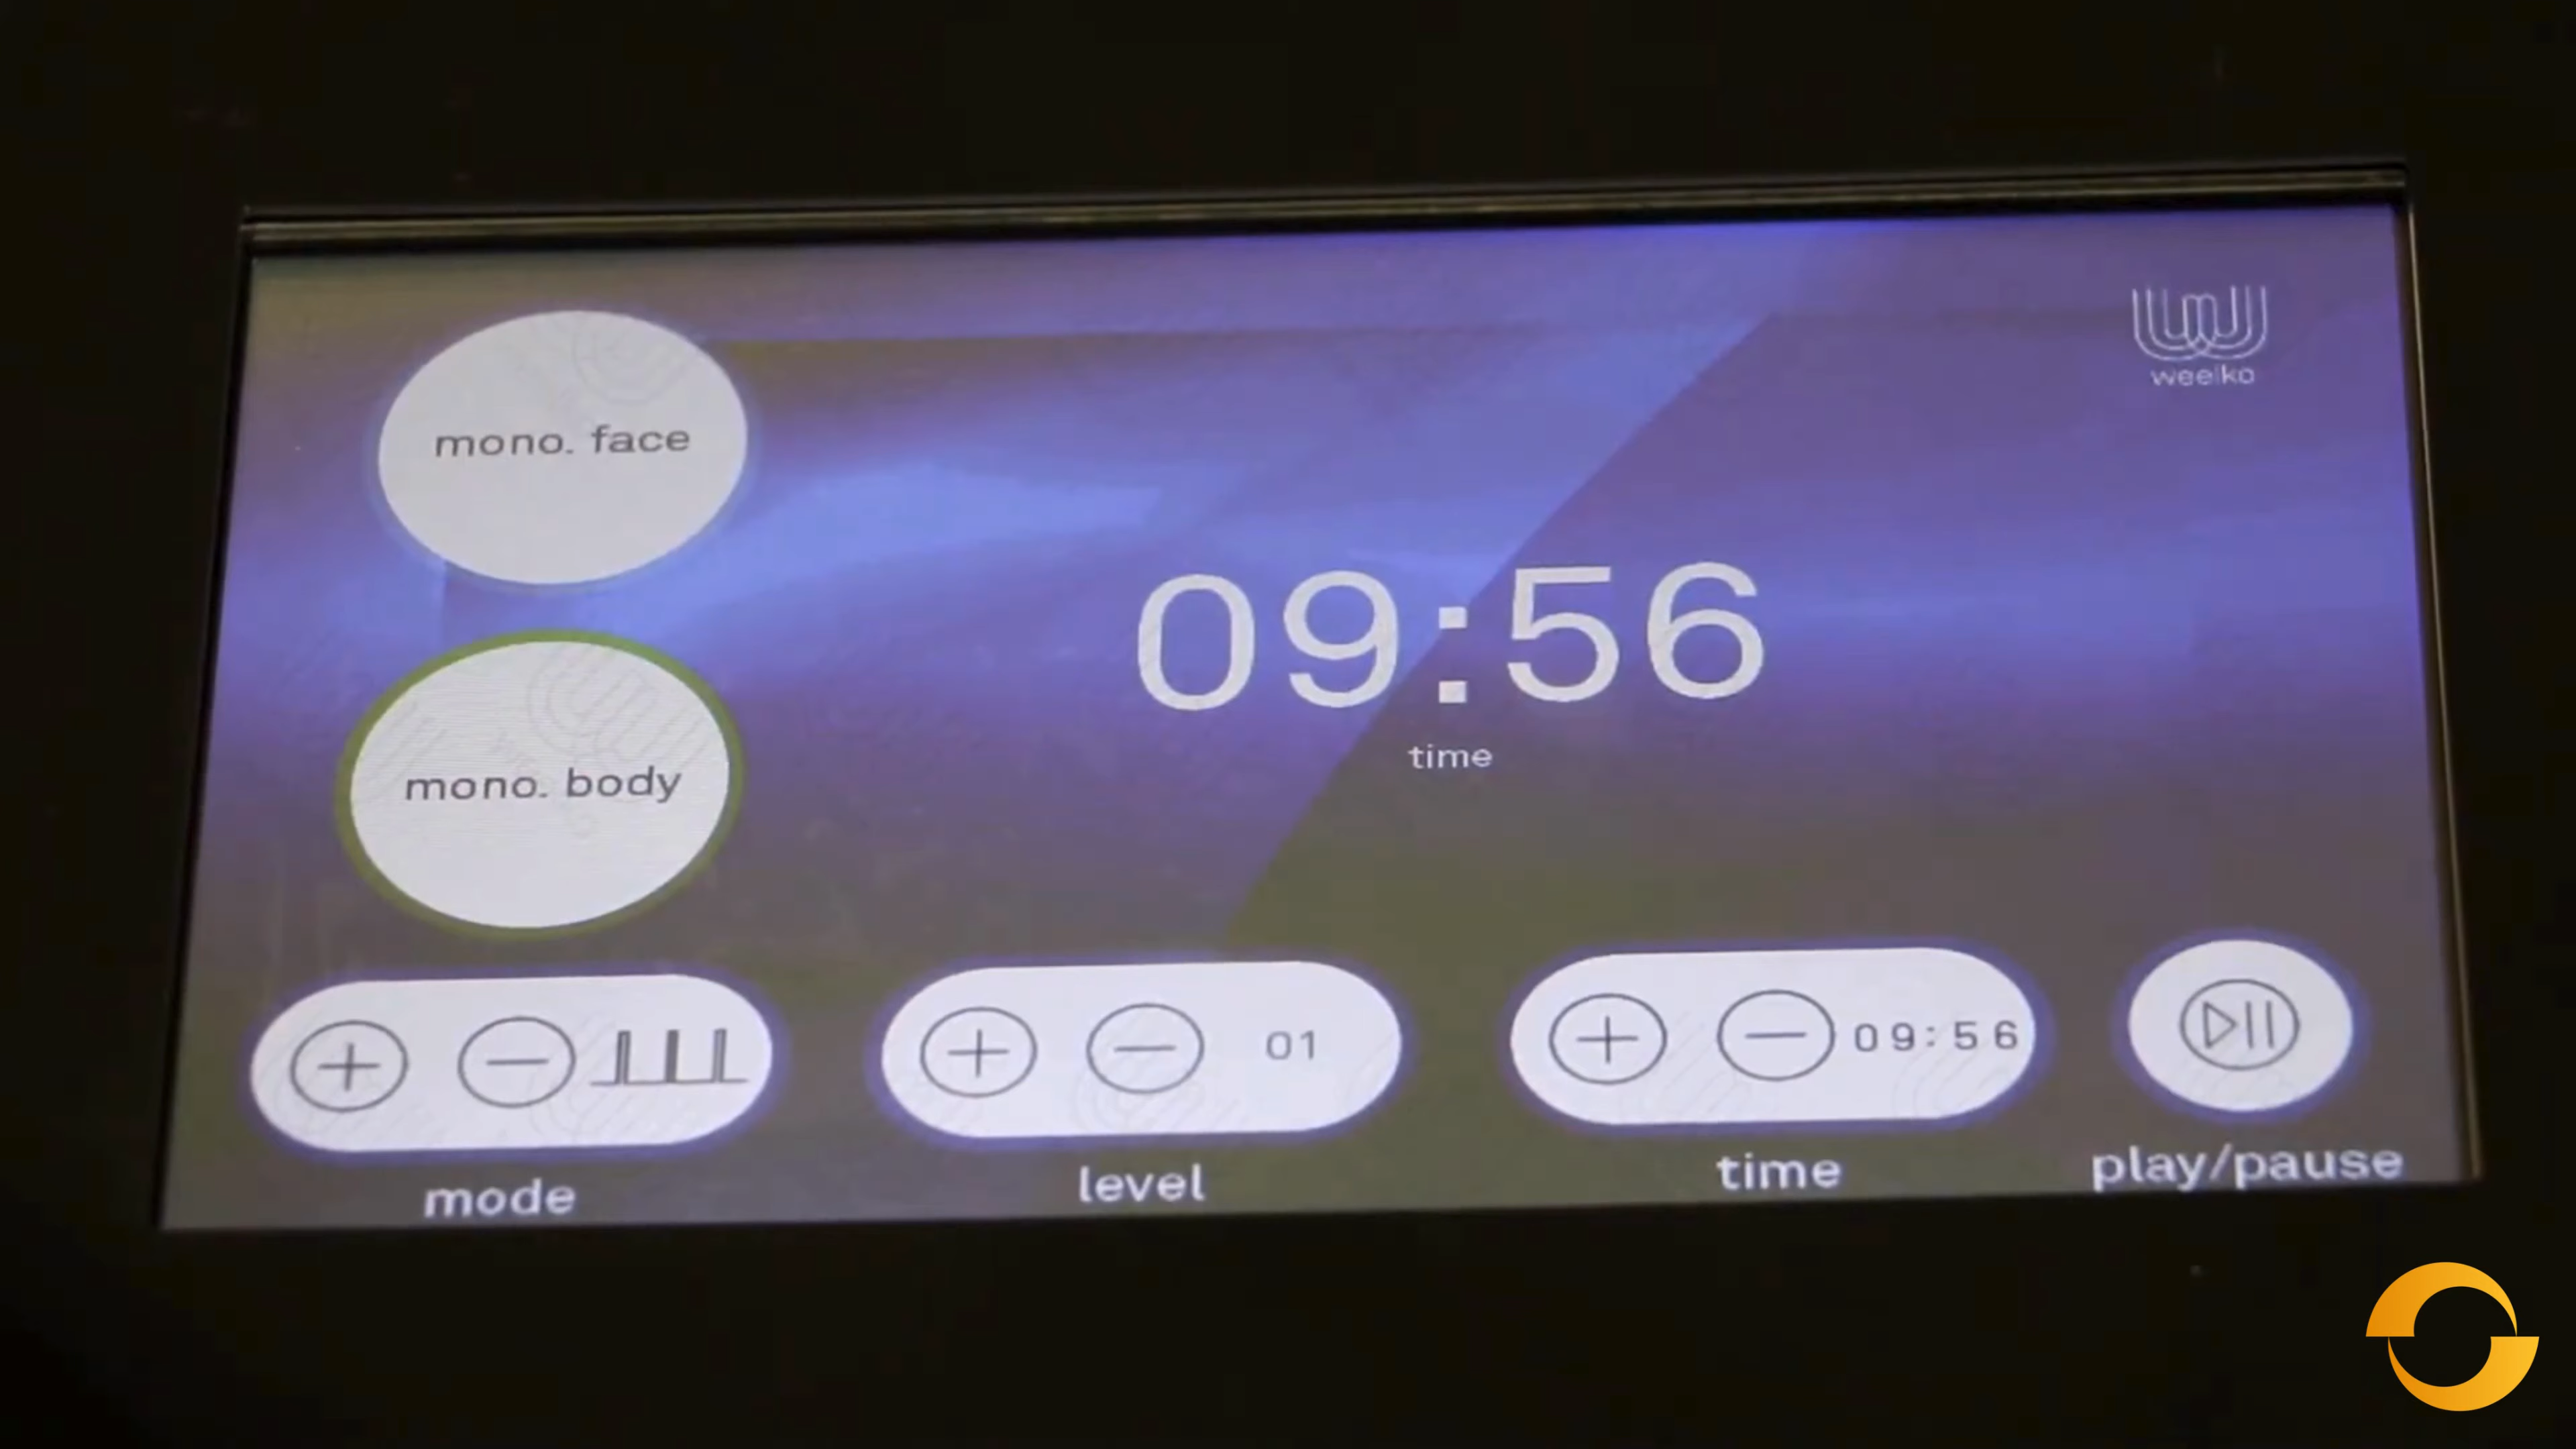 weelko
mono. face
09:56
time
mono. body
01
09:56
mode
level
time
play/pause